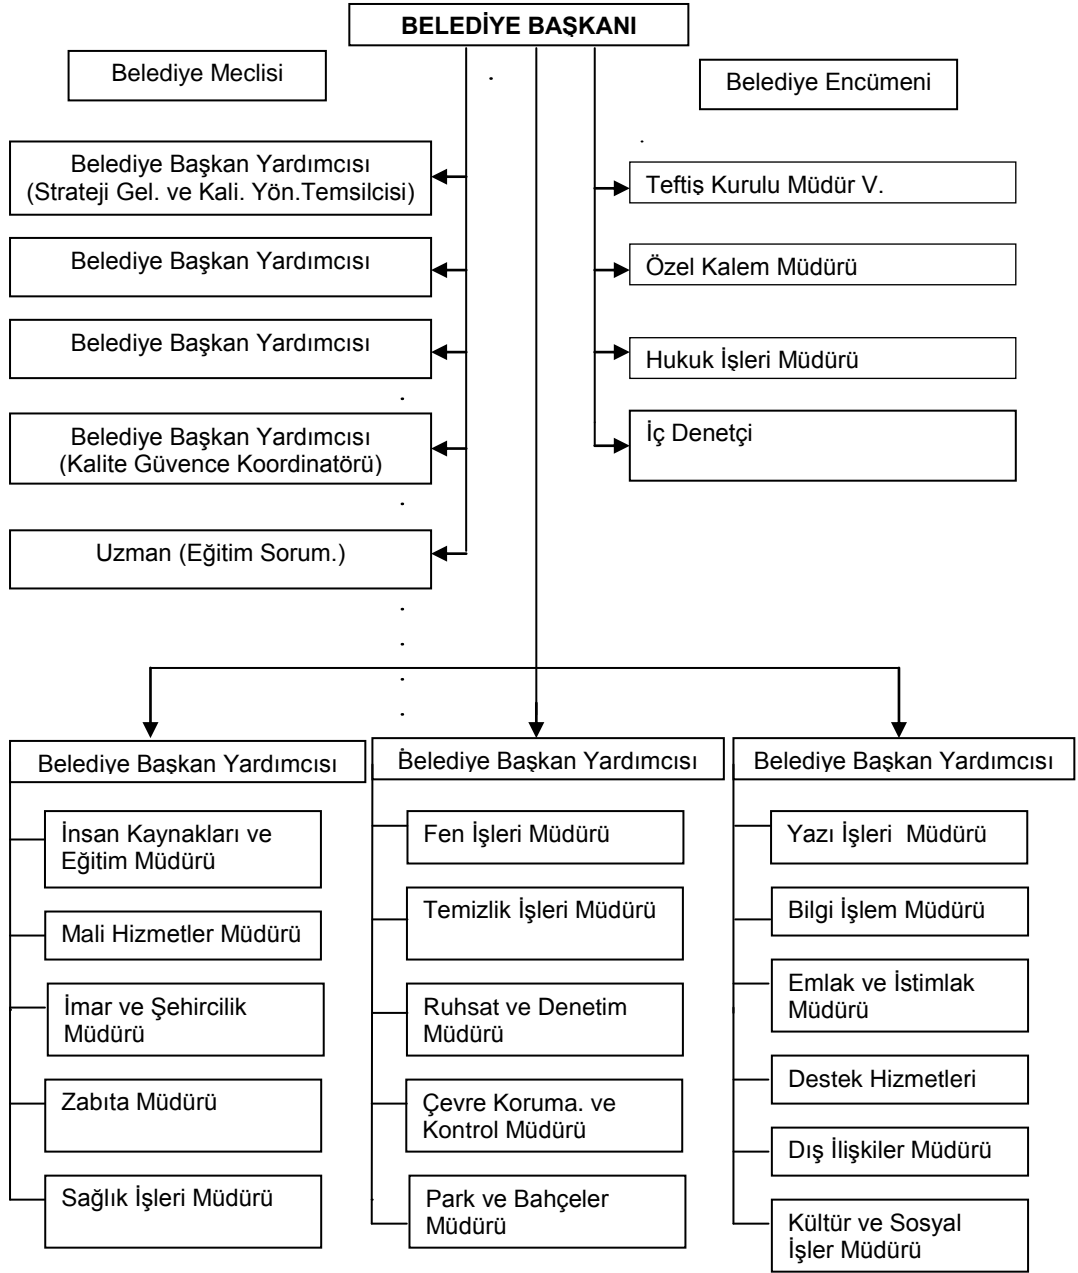 BELEDİYE BAŞKANI
Belediye Meclisi
Belediye Encümeni
Belediye Başkan Yardımcısı
(Strateji Gel. ve Kali. Yön.Temsilcisi)
Belediye Başkan Yardımcısı
Belediye Başkan Yardımcısı
Belediye Başkan Yardımcısı
(Kalite Güvence Koordinatörü)
Uzman (Eğitim Sorum.)
Teftiş Kurulu Müdür V.
Özel Kalem Müdürü
Hukuk İşleri Müdürü
İç Denetçi
Belediye Başkan Yardımcısı
İnsan Kaynakları ve
Eğitim Müdürü
Mali Hizmetler Müdürü
İmar ve Şehircilik
Müdürü
Zabıta Müdürü
Sağlık İşleri Müdürü
Belediye Başkan Yardımcısı
Fen İşleri Müdürü
Temizlik İşleri Müdürü
Ruhsat ve Denetim
Müdürü
Çevre Koruma. ve
Kontrol Müdürü
Park ve Bahçeler
Müdürü
Belediye Başkan Yardımcısı
Yazı İşleri  Müdürü
Bilgi İşlem Müdürü
Emlak ve İstimlak
Müdürü
Destek Hizmetleri
Dış İlişkiler Müdürü
Kültür ve Sosyal
İşler Müdürü